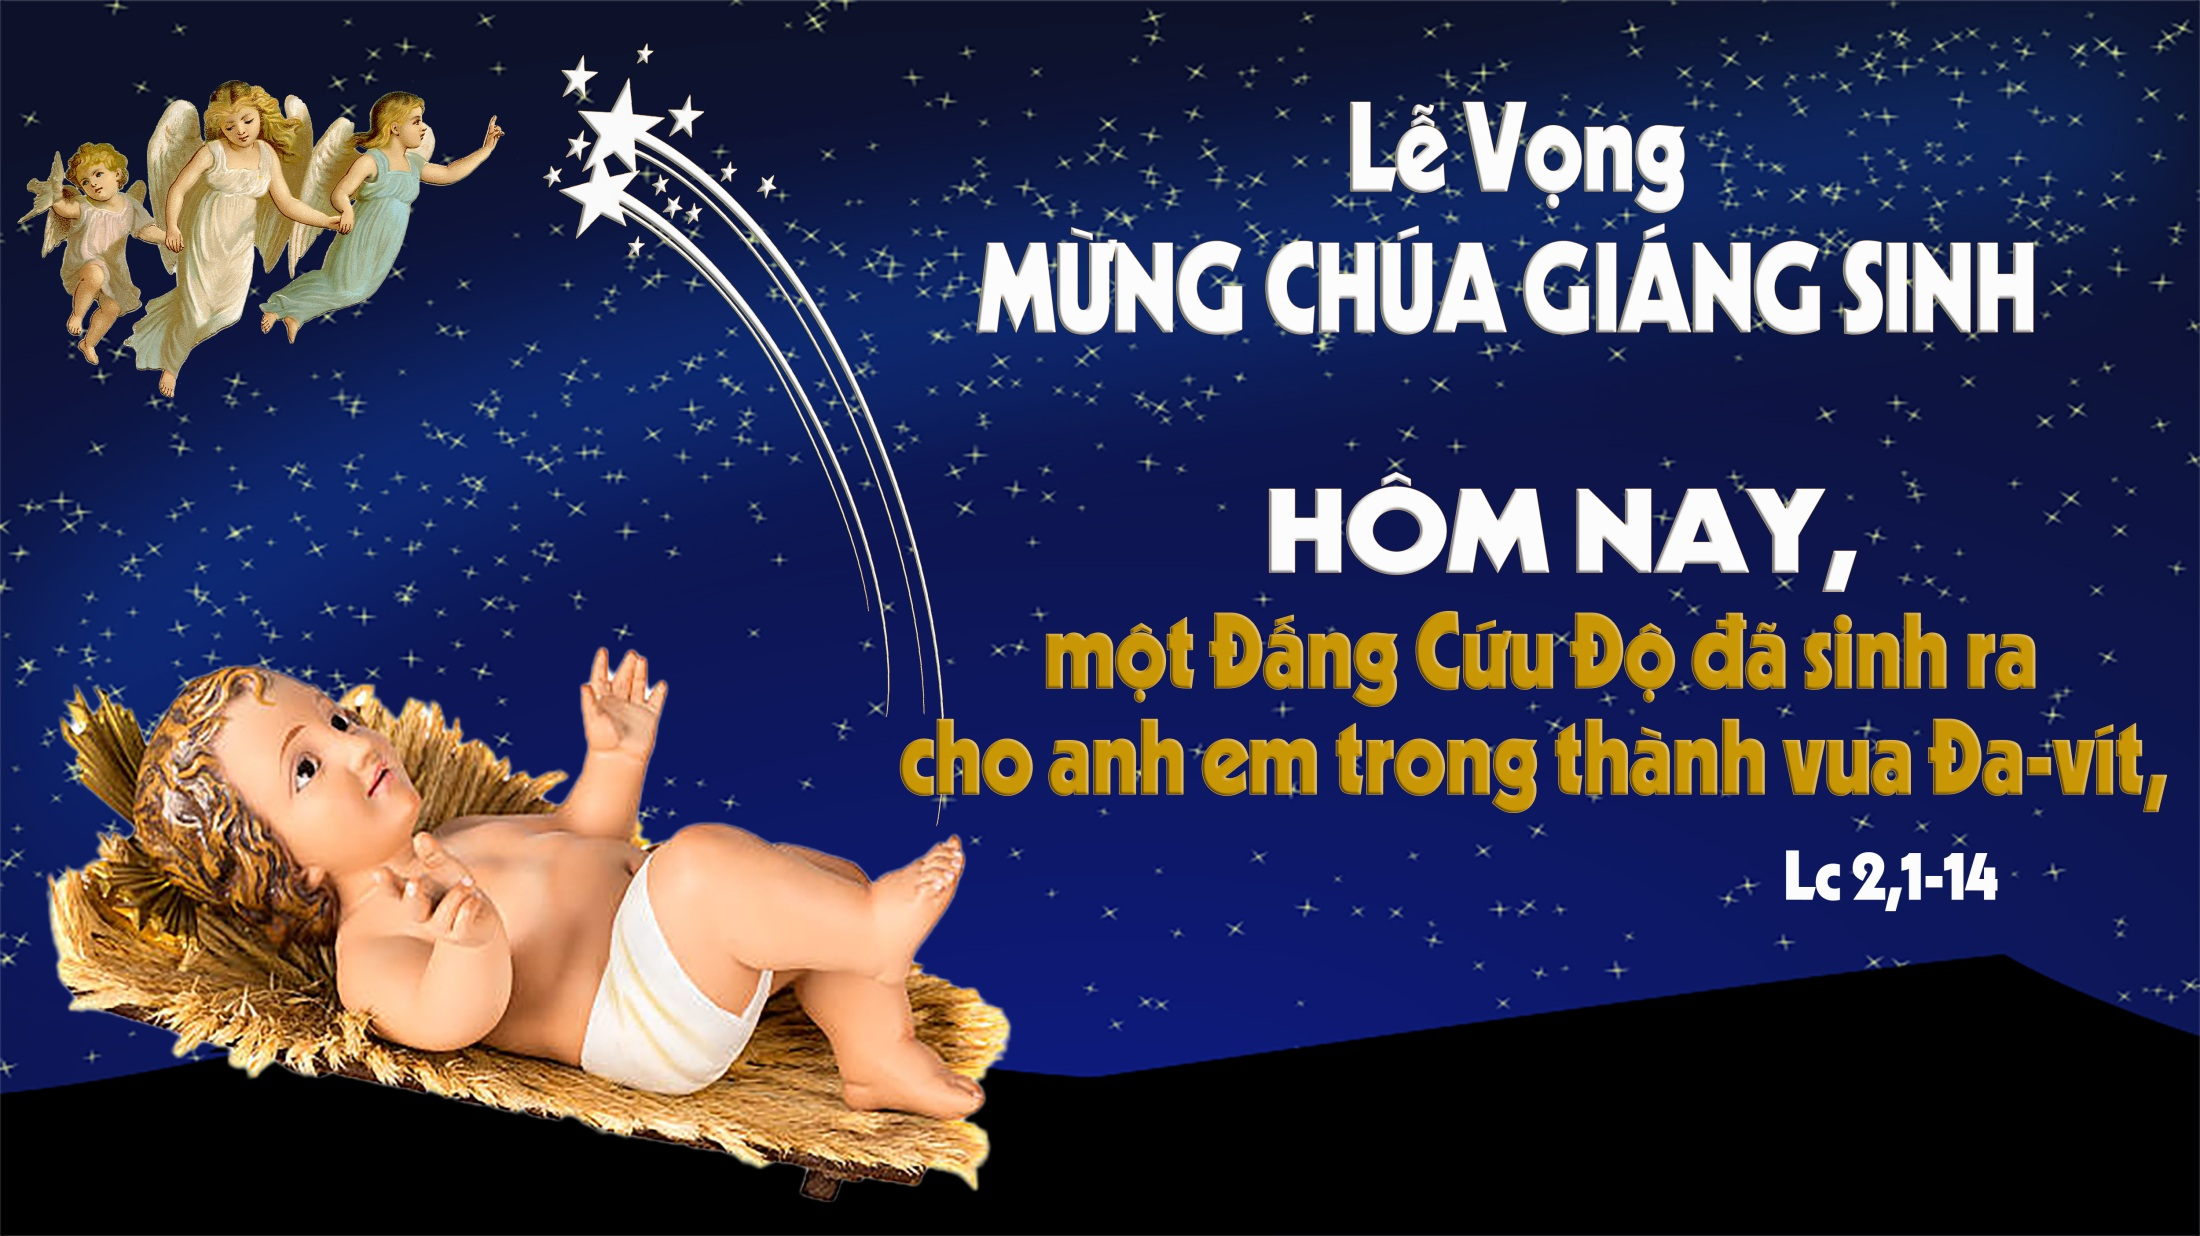 Lễ Vọng
MỪNG CHÚA GIÁNG SINH
HÔM NAY,
một Đấng Cứu Độ đã sinh ra
cho anh em trong thành vua Đa-vít,
Lc 2,1-14